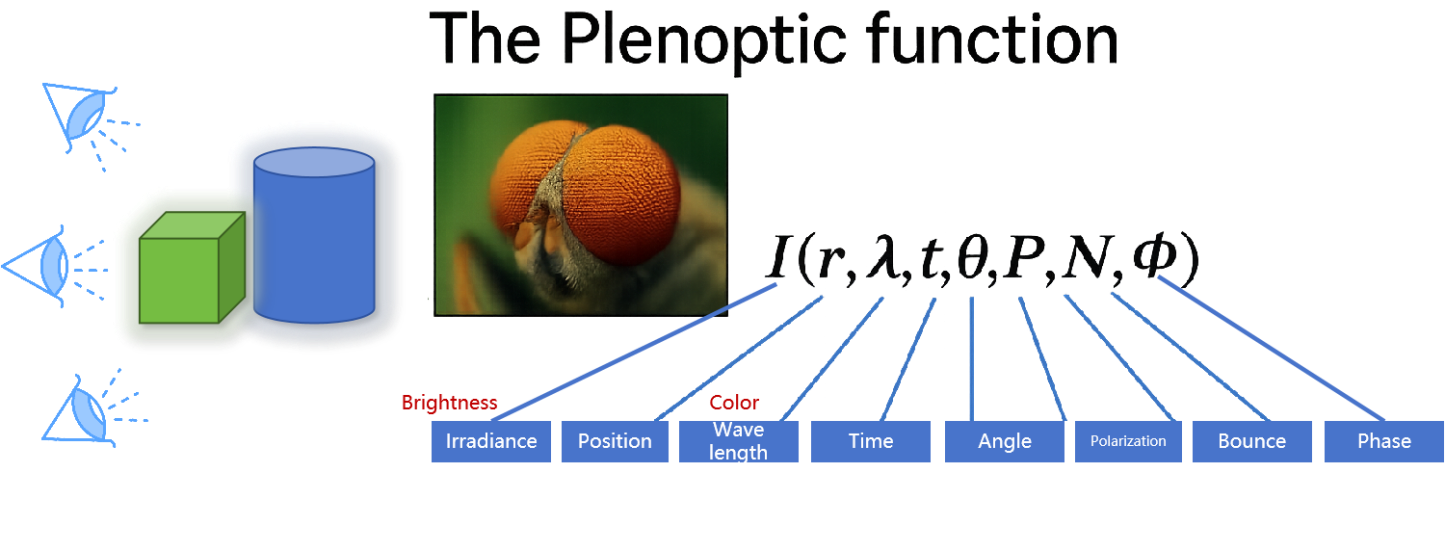 The Plenoptic function
I(r, λ, t, θ, P, N, Φ)
Brightness
Color
Irradiance
Position
Wave
length
Time
Angle
Polarization
Bounce
Phase